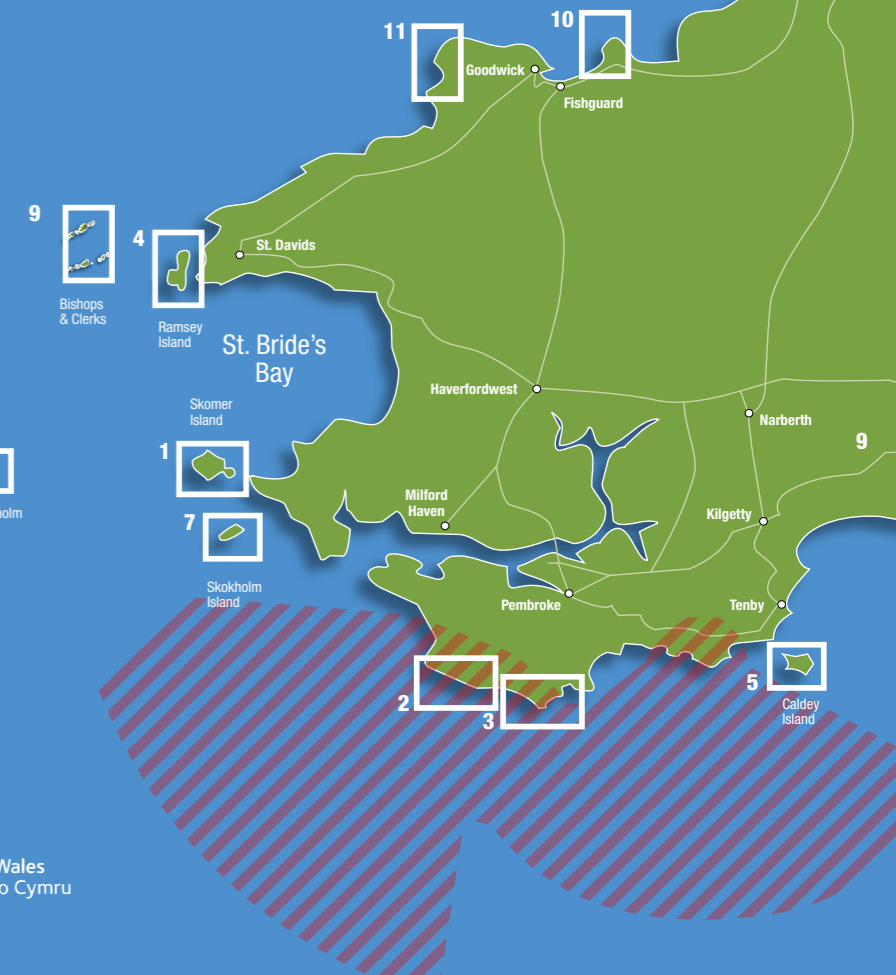 11
10
Goodwick
Fishguard
9
4
St. Davids
Bishops
& Clerks
Ramsey
Island
St. Bride's
Bay
Haverfordwest
Skomer
Island
Narberth
9
1
Milford
Haven
7
Kilgetty
Skokholm
Island
Pembroke
Tenby
5
2
3
Caldey
Island
Wales
Cymru